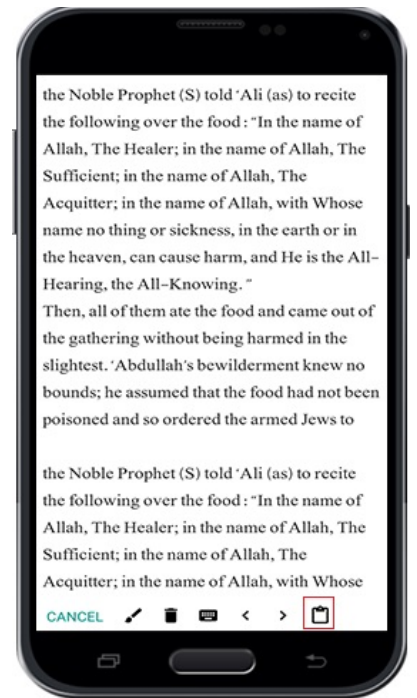 the Noble Prophet (S) told ‘Ali (as) to recite
the following over the food : “In the name of
Allah, The Healer; in the name of Allah, The
Sufficient; in the name of Allah, The
Acquitter; in the name of Allah, with Whose
name no thing or sickness, in the earth or in
the heaven, can cause harm, and He is the All-
Hearing, the All-Knowing. ”
Then, all of them ate the food and came out of
the gathering without being harmed in the
slightest. ‘Abdullah’s bewilderment knew no
bounds; he assumed that the food had not been
poisoned and so ordered the armed Jews to
the Noble Prophet (S) told ‘Ali (as) to recite
the following over the food : “In the name of
Allah, The Healer; in the name of Allah, The
Sufficient; in the name of Allah, The
Acquitter; in the name of Allah, with Whose
CANCEL